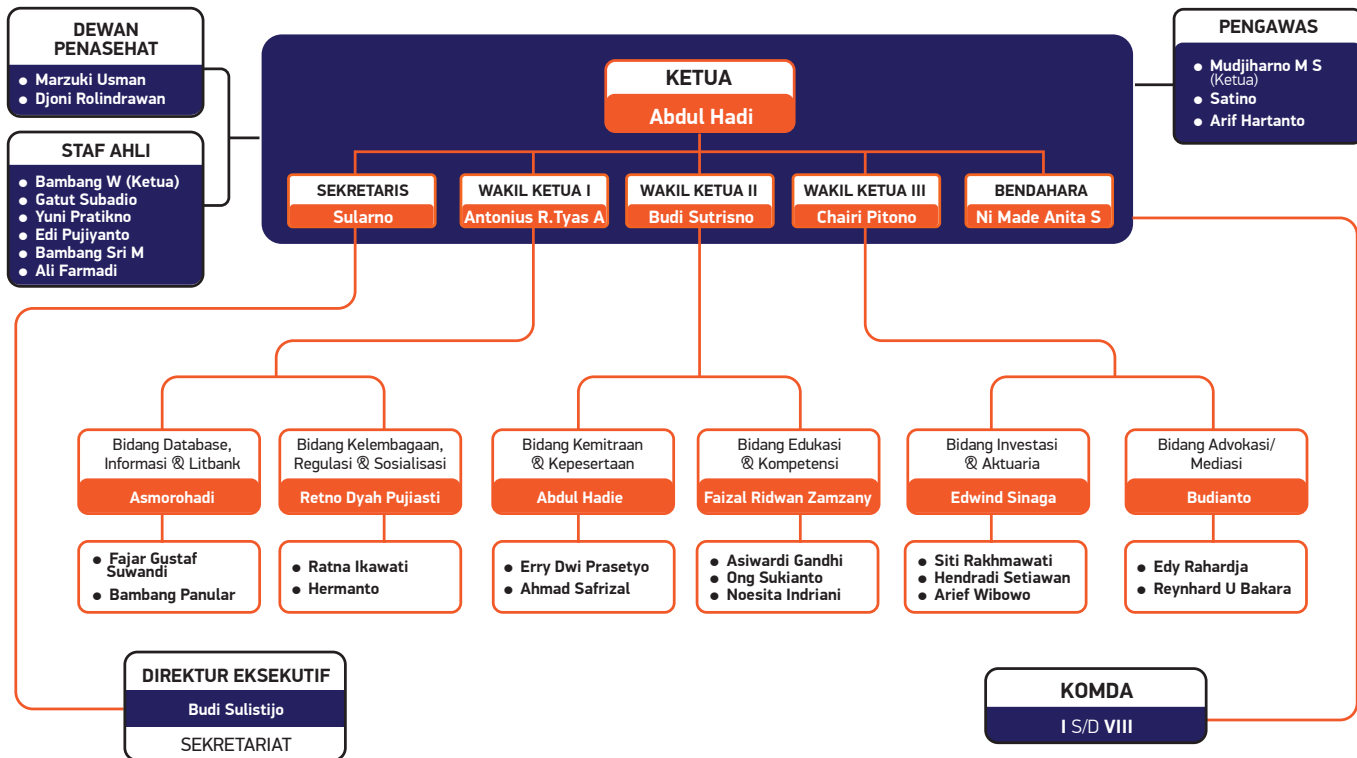 DEWAN
PENASEHAT
● Marzuki Usman
● Djoni Rolindrawan
STAF AHLI
● Bambang W (Ketua)
● Gatut Subadio
● Yuni Pratikno
● Edi Pujiyanto
● Bambang Sri M
● Ali Farmadi
KETUA
Abdul Hadi
PENGAWAS
● Mudjiharno M S
(Ketua)
● Satino
● Arif Hartanto
SEKRETARIS
Sularno
WAKIL KETUA I
Antonius R.Tyas A
WAKIL KETUA II
Budi Sutrisno
WAKIL KETUA III
Chairi Pitono
BENDAHARA
Ni Made Anita S
Bidang Database,
Informasi & Litbank
Asmorohadi
● Fajar Gustaf
Suwandi
● Bambang Panular
Bidang Kelembagaan,
Regulasi & Sosialisasi
Retno Dyah Pujiasti
● Ratna Ikawati
● Hermanto
Bidang Kemitraan
& Kepesertaan
Abdul Hadie
● Erry Dwi Prasetyo
● Ahmad Safrizal
Bidang Edukasi
& Kompetensi
Faizal Ridwan Zamzany
● Asiwardi Gandhi
● Ong Sukianto
● Noesita Indriani
Bidang Investasi
& Aktuaria
Edwind Sinaga
● Siti Rakhmawati
● Hendradi Setiawan
● Arief Wibowo
Bidang Advokasi/
Mediasi
Budianto
● Edy Rahardja
● Reynhard U Bakara
DIREKTUR EKSEKUTIF
Budi Sulistijo
SEKRETARIAT
KOMDA
I S/D VIII